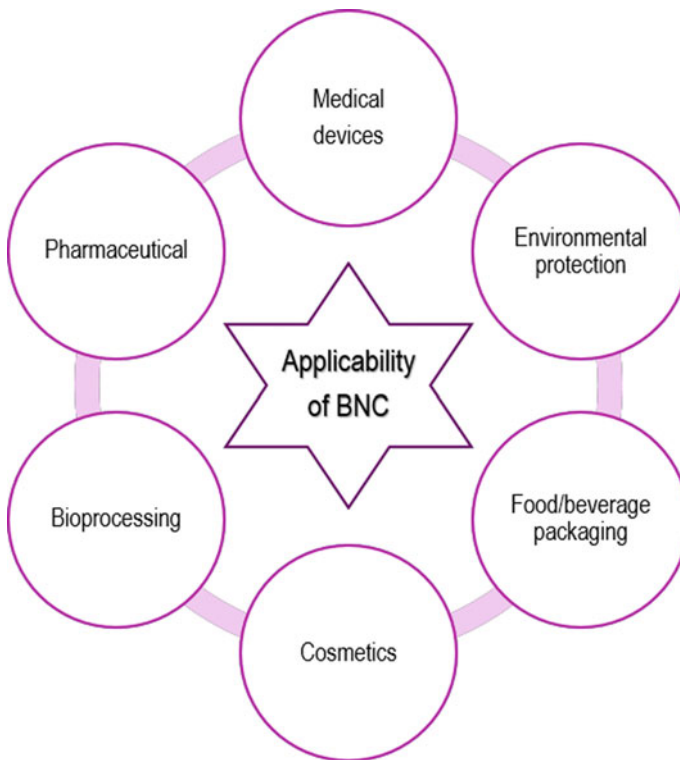 Medical
devices
Environmental
protection
Food/beverage
packaging
Cosmetics
Bioprocessing
Pharmaceutical
Applicability
of BNC